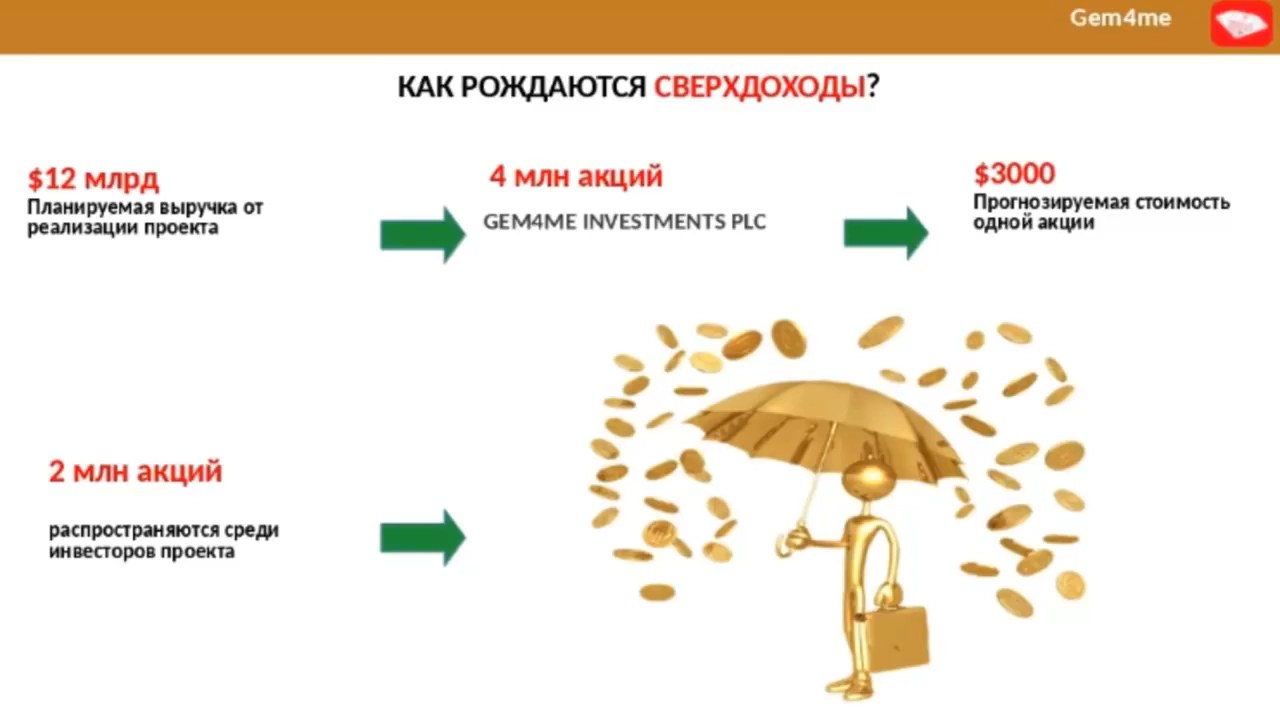 Gem4me
КАК РОЖДАЮТСЯ СВЕРХДОХОДЫ?
$12 млрд
Планируемая выручка от
реализации проекта
4 млн акций
GEM4ME INVESTMENTS PLC
$3000
Прогнозируемая стоимость
одной акции
2 млн акций
распространяются среди
инвесторов проекта